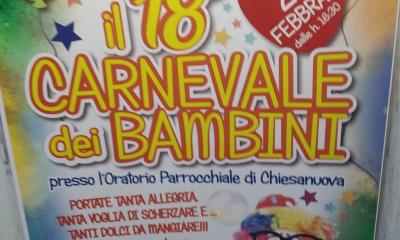 il 18°
CARNEVALE
dei BAMBINI
FEBBRA
dalle h. 18.30
presso l'Oratorio Parrocchiale di Chiesanuova
PORTATE TANTA ALLEGRIA,
TANTA VOGLIA DI SCHERZARE E...
TANTI DOLCI DA MANGIARE!!!